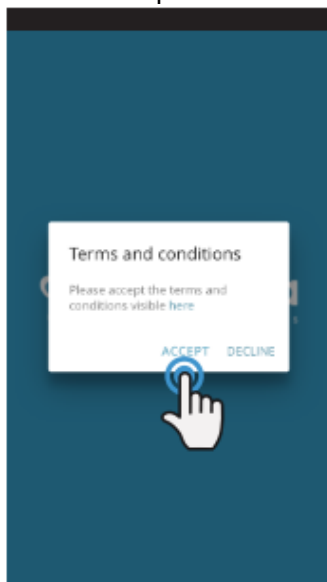 Terms and conditions
Please accept the terms and
conditions visible here
ACCEPT DECLINE